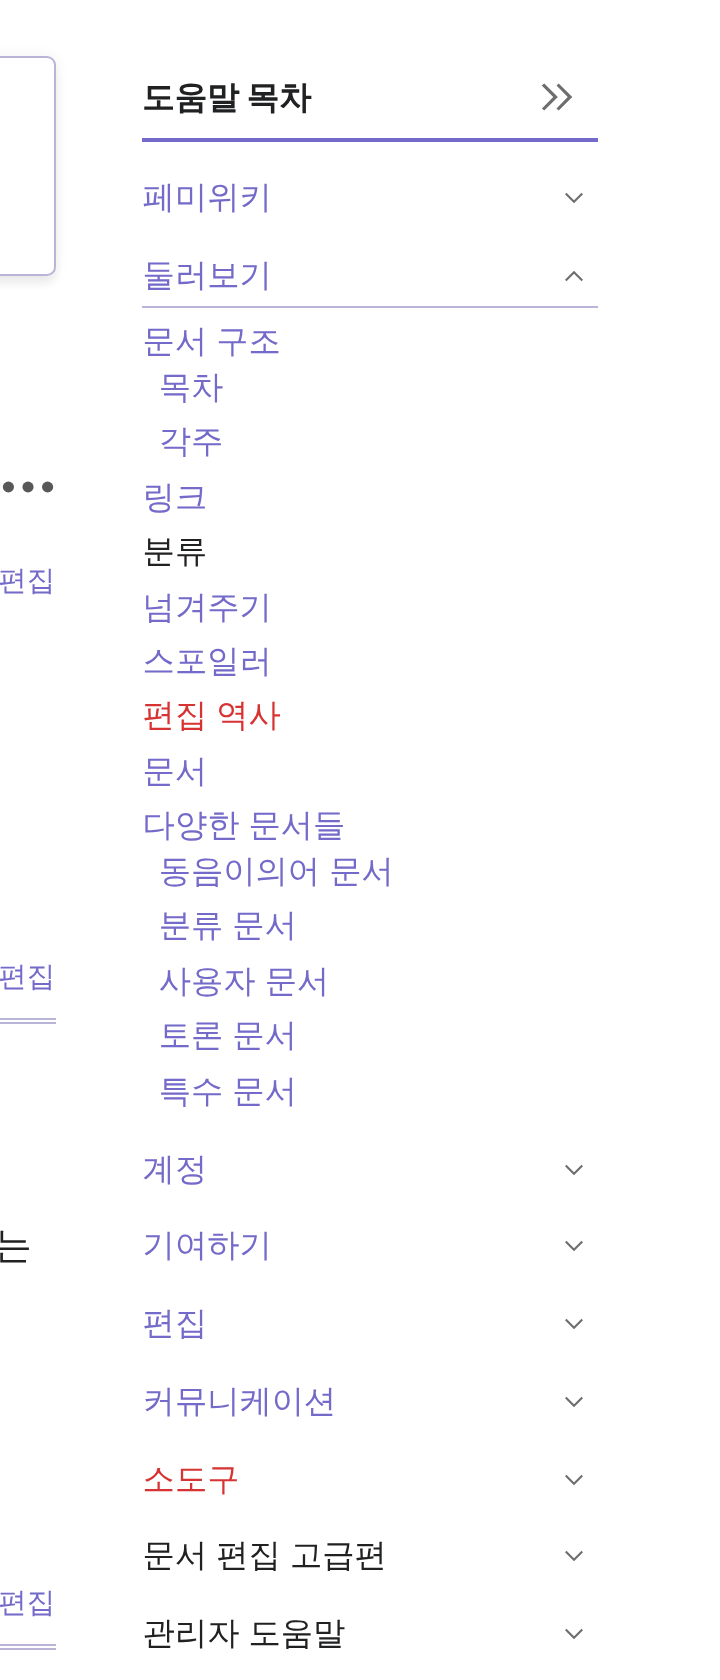 도움말 목차
페미위키
둘러보기
문서 구조
목차
각주
링크
편집
분류
넘겨주기
스포일러
편집 역사
문서
다양한 문서들
동음이의어 문서
분류 문서
편집
사용자 문서
토론 문서
특수 문서
계정
기여하기
는
편집
커뮤니케이션
소도구
문서 편집 고급편
편집
관리자 도움말